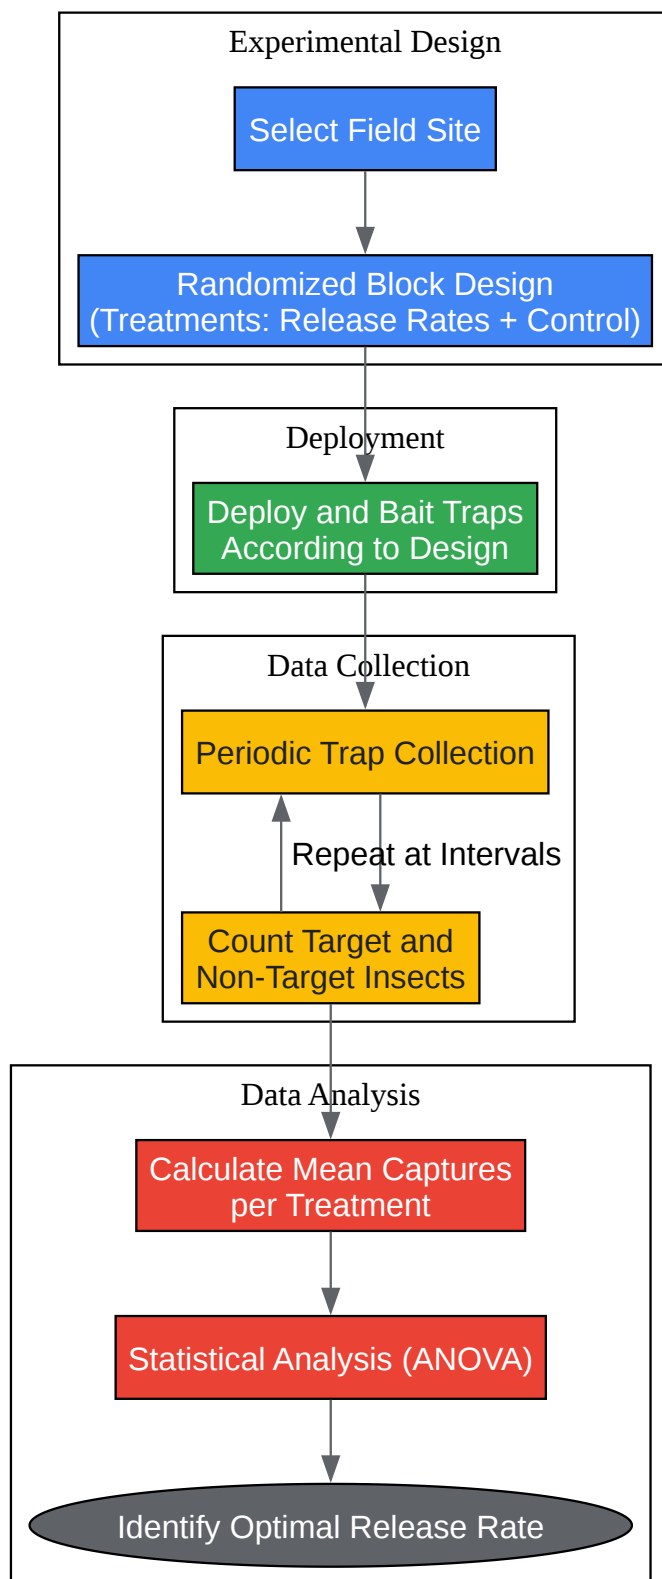 Experimental Design
Select Field Site
Randomized Block Design
(Treatments: Release Rates + Control)
Deployment
Deploy and Bait Traps
According to Design
Data Collection
Periodic Trap Collection
Repeat at Intervals
Count Target and
Non-Target Insects
Data Analysis
Calculate Mean Captures
per Treatment
Statistical Analysis (ANOVA)
Identify Optimal Release Rate